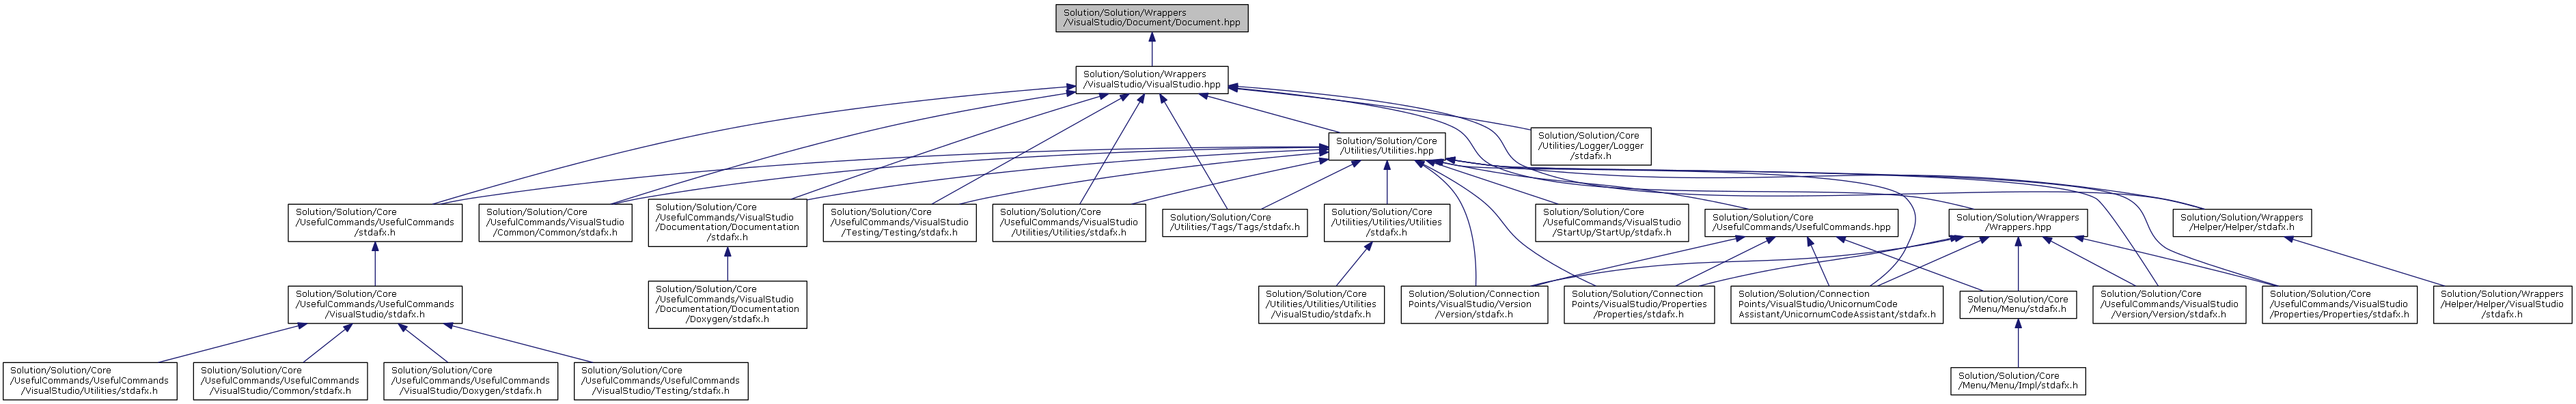 Solution/Solution/Wrappers
/VisualStudio/Document/Document.hpp
Solution/Solution/Wrappers
/VisualStudio/VisualStudio.hpp
Solution/Solution/Core
/Utilities/Utilities.hpp
Solution/Solution/Core
/Utilities/Logger/Logger
/stdafx.h
Solution/Solution/Core
/UsefulCommands/UsefulCommands
/stdafx.h
Solution/Solution/Core
/UsefulCommands/VisualStudio
/Common/Common/stdafx.h
Solution/Solution/Core
/UsefulCommands/VisualStudio
/Documentation/Documentation
/stdafx.h
Solution/Solution/Core
/UsefulCommands/VisualStudio
/Testing/Testing/stdafx.h
Solution/Solution/Core
/UsefulCommands/VisualStudio
/Utilities/Utilities/stdafx.h
Solution/Solution/Core
/Utilities/Tags/Tags/stdafx.h
Solution/Solution/Core
/Utilities/Utilities/Utilities
/stdafx.h
Solution/Solution/Core
/UsefulCommands/VisualStudio
/StartUp/StartUp/stdafx.h
Solution/Solution/Core
/UsefulCommands/UsefulCommands.hpp
Solution/Solution/Wrappers
/Wrappers.hpp
Solution/Solution/Wrappers
/Helper/Helper/stdafx.h
Solution/Solution/Core
/UsefulCommands/UsefulCommands
/VisualStudio/stdafx.h
Solution/Solution/Core
/UsefulCommands/VisualStudio
/Documentation/Documentation
/Doxygen/stdafx.h
Solution/Solution/Core
/Utilities/Utilities/Utilities
/VisualStudio/stdafx.h
Solution/Solution/Connection
Points/VisualStudio/Version
/Version/stdafx.h
Solution/Solution/Connection
Points/VisualStudio/Properties
/Properties/stdafx.h
Solution/Solution/Connection
Points/VisualStudio/UnicornumCode
Assistant/UnicornumCodeAssistant/stdafx.h
Solution/Solution/Core
/Menu/Menu/stdafx.h
Solution/Solution/Core
/UsefulCommands/VisualStudio
/Version/Version/stdafx.h
Solution/Solution/Core
/UsefulCommands/VisualStudio
/Properties/Properties/stdafx.h
Solution/Solution/Wrappers
/Helper/Helper/VisualStudio
/stdafx.h
Solution/Solution/Core
/UsefulCommands/UsefulCommands
/VisualStudio/Utilities/stdafx.h
Solution/Solution/Core
/UsefulCommands/UsefulCommands
/VisualStudio/Common/stdafx.h
Solution/Solution/Core
/UsefulCommands/UsefulCommands
/VisualStudio/Doxygen/stdafx.h
Solution/Solution/Core
/UsefulCommands/UsefulCommands
/VisualStudio/Testing/stdafx.h
Solution/Solution/Core
/Menu/Menu/Impl/stdafx.h